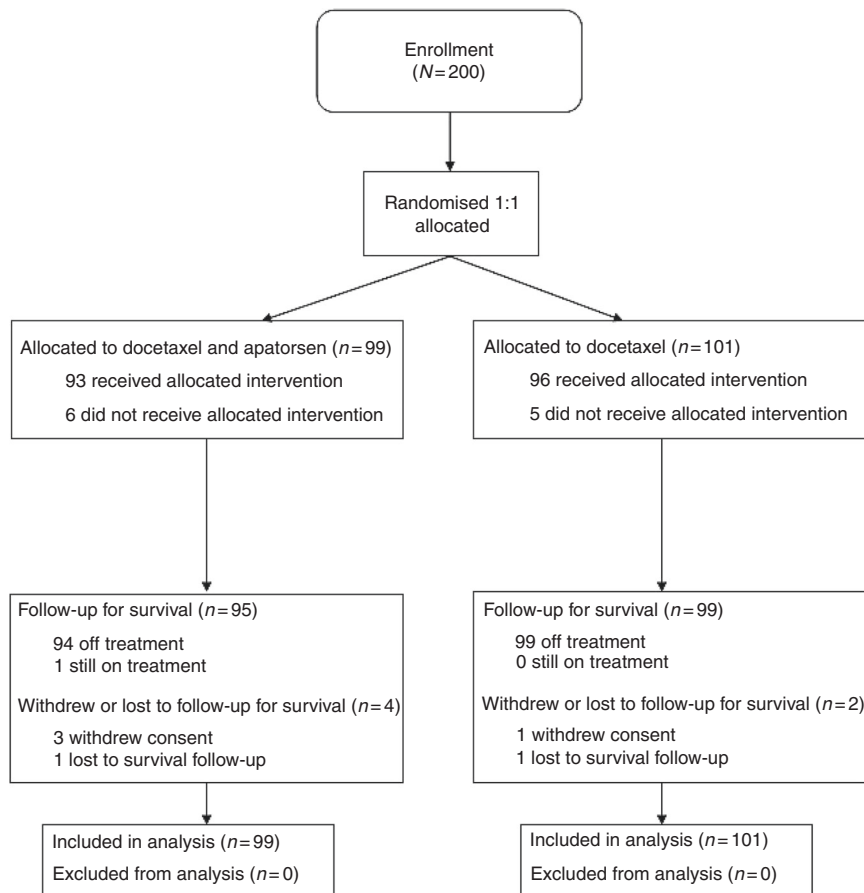 Enrollment
(N=200)
Randomised 1:1
allocated
Allocated to docetaxel and apatorsen (n=99)
93 received allocated intervention
6 did not receive allocated intervention
Allocated to docetaxel (n=101)
96 received allocated intervention
5 did not receive allocated intervention
Follow-up for survival (n=95)
94 off treatment
1 still on treatment
Withdrew or lost to follow-up for survival (n=4)
3 withdrew consent
1 lost to survival follow-up
Follow-up for survival (n=99)
99 off treatment
0 still on treatment
Withdrew or lost to follow-up for survival (n=2)
1 withdrew consent
1 lost to survival follow-up
Included in analysis (n=99)
Excluded from analysis (n=0)
Included in analysis (n=101)
Excluded from analysis (n=0)